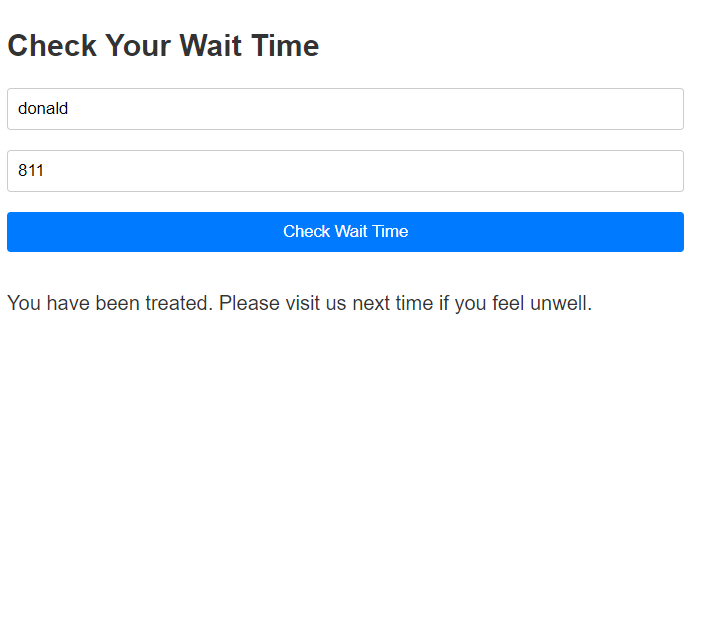 Check Your Wait Time
donald
811
Check Wait Time
You have been treated. Please visit us next time if you feel unwell.